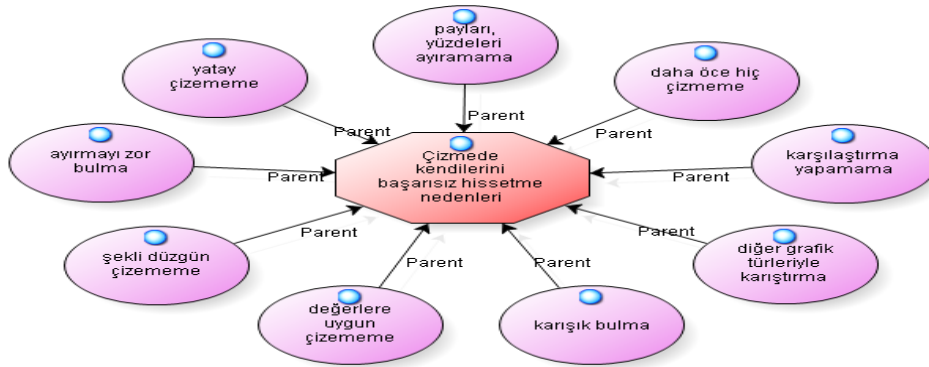 payları,
yüzdeleri
ayıramama
yatay
çizememe
daha öce hiç
çizmeme
Parent
Parent
Parent
Çizmede
kendilerini
başarısız hissetme
nedenleri
ayırmayı zor
bulma
karşılaştırma
yapamama
Parent
Parent
Parent
Parent
şekli düzgün
çizememe
diğer grafik
türleriyle
karıştırma
Parent
Parent
değerlere
uygun
çizememe
karışık bulma